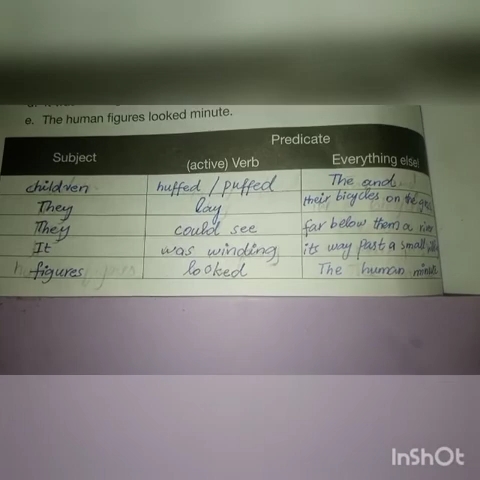 e. The human figures looked minute.
Predicate
Subject (active) Verb Everything else!
children huffed / puffed The and
They lay their bicycles on the
They could see far below them a river
It was winding its way past a small
figures looked The human minute
InShOt